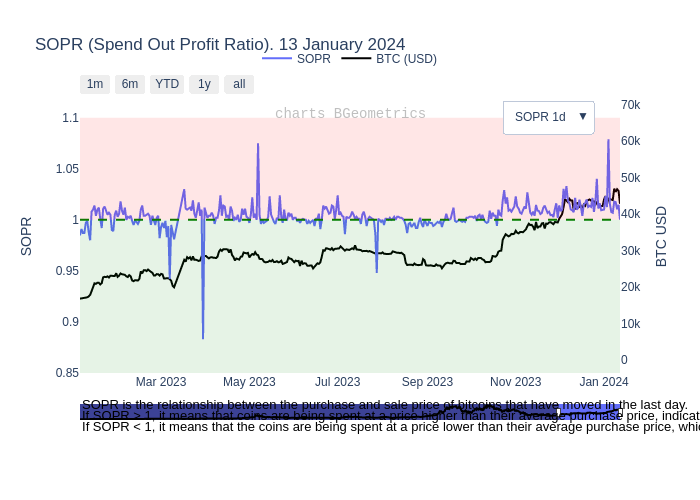 SOPR (Spend Out Profit Ratio). 13 January 2024
SOPR BTC (USD)
1m 6m YTD 1y all
charts BGeometrics
SOPR 1d ▼
1.1
1.05
1
0.95
0.9
0.85
SOPR
70k
60k
50k
40k
30k
20k
10k
0
BTC USD
Mar 2023 May 2023 Jul 2023 Sep 2023 Nov 2023 Jan 2024
SOPR is the relationship between the purchase and sale price of bitcoins that have moved in the last day.
If SOPR > 1, it means that coins are being spent at a price higher than their average purchase price, indicat
If SOPR < 1, it means that the coins are being spent at a price lower than their average purchase price, whic